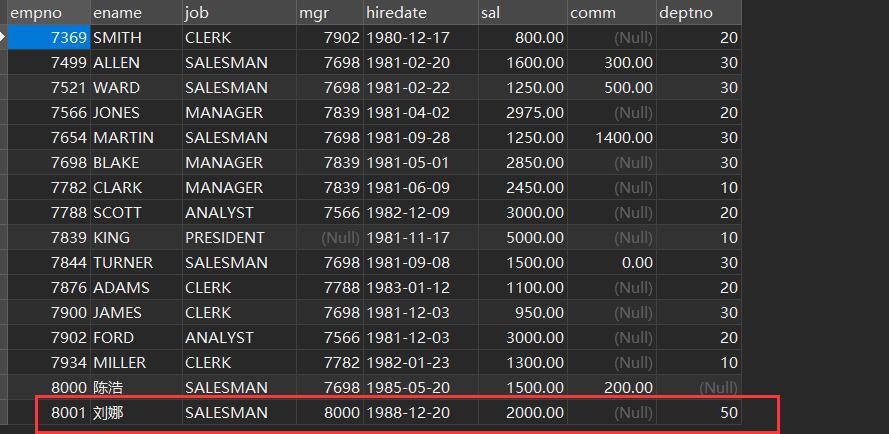 empno ename job mgr hiredate sal comm deptno
7369 SMITH CLERK 7902 1980-12-17 800.00 (Null) 20
7499 ALLEN SALESMAN 7698 1981-02-20 1600.00 300.00 30
7521 WARD SALESMAN 7698 1981-02-22 1250.00 500.00 30
7566 JONES MANAGER 7839 1981-04-02 2975.00 (Null) 20
7654 MARTIN SALESMAN 7698 1981-09-28 1250.00 1400.00 30
7698 BLAKE MANAGER 7839 1981-05-01 2850.00 (Null) 30
7782 CLARK MANAGER 7839 1981-06-09 2450.00 (Null) 10
7788 SCOTT ANALYST 7566 1982-12-09 3000.00 (Null) 20
7839 KING PRESIDENT (Null) 1981-11-17 5000.00 (Null) 10
7844 TURNER SALESMAN 7698 1981-09-08 1500.00 0.00 30
7876 ADAMS CLERK 7788 1983-01-12 1100.00 (Null) 20
7900 JAMES CLERK 7698 1981-12-03 950.00 (Null) 30
7902 FORD ANALYST 7566 1981-12-03 3000.00 (Null) 20
7934 MILLER CLERK 7782 1982-01-23 1300.00 (Null) 10
8000 陈浩 SALESMAN 7698 1985-05-20 1500.00 200.00 (Null)
8001 刘娜 SALESMAN 8000 1988-12-20 2000.00 (Null) 50